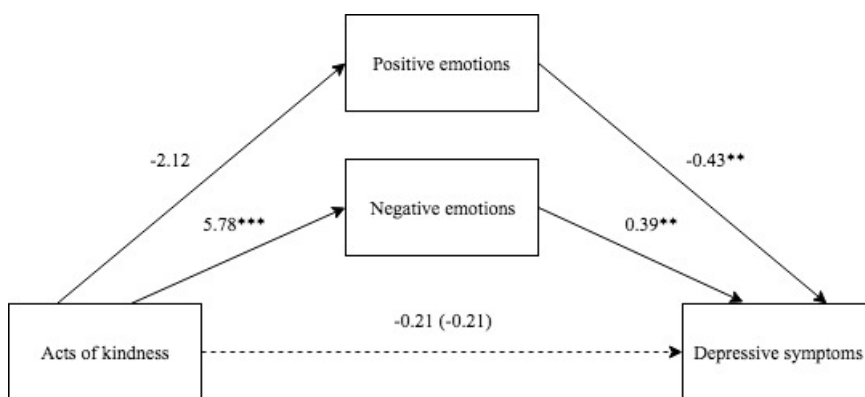 Positive emotions
-2.12
-0.43**
Negative emotions
5.78***
0.39**
-0.21 (-0.21)
Acts of kindness
Depressive symptoms